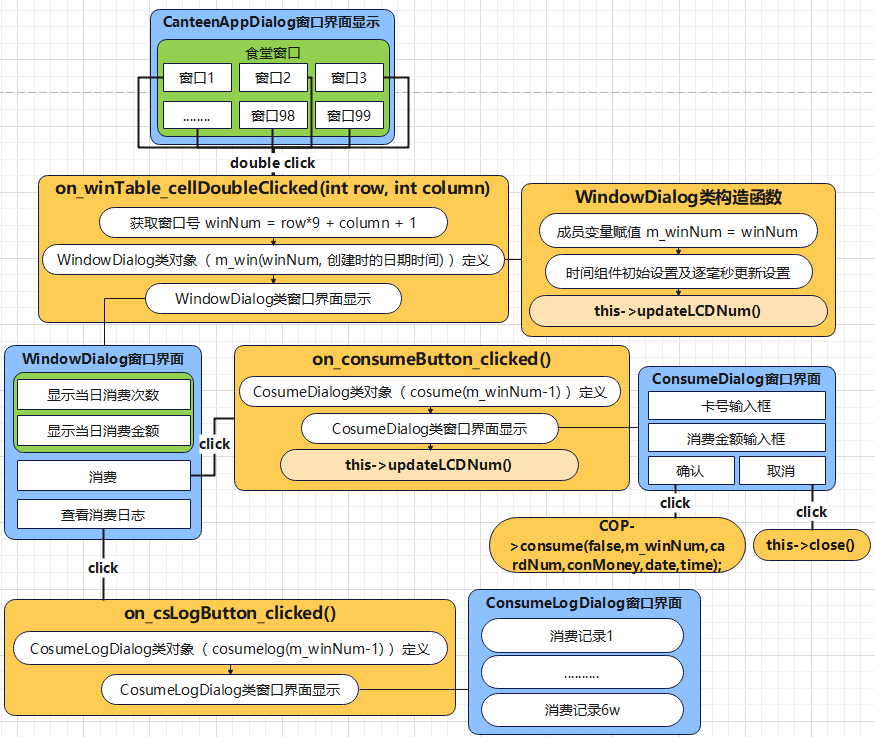 CanteenAppDialog窗口界面显示
食堂窗口
窗口1
窗口2
窗口3
........
窗口98
窗口99
double click
on_winTable_cellDoubleClicked(int row, int column)
获取窗口号 winNum = row*9 + column + 1
WindowDialog类对象（ m_win(winNum, 创建时的日期时间) ）定义
WindowDialog类窗口界面显示
WindowDialog类构造函数
成员变量赋值 m_winNum = winNum
时间组件初始设置及逐毫秒更新设置
this->updateLCDNum()
WindowDialog窗口界面
显示当日消费次数
显示当日消费金额
消费
查看消费日志
click
on_consumeButton_clicked()
CosumeDialog类对象（ cosume(m_winNum-1) ）定义
CosumeDialog类窗口界面显示
this->updateLCDNum()
ConsumeDialog窗口界面
卡号输入框
消费金额输入框
确认
取消
click
click
COP-
>consume(false,m_winNum,ca
rdNum,conMoney,date,time);
this->close()
click
on_csLogButton_clicked()
CosumeLogDialog类对象（ cosumelog(m_winNum-1) ）定义
CosumeLogDialog类窗口界面显示
ConsumeLogDialog窗口界面
消费记录1
..........
消费记录6w